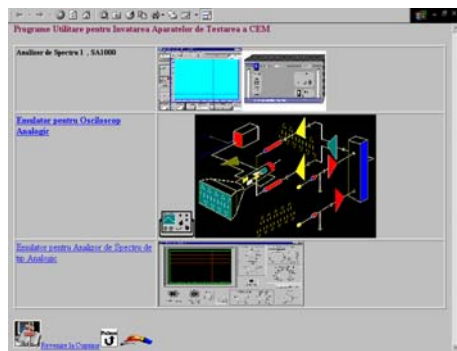 Programe Utilitare pentru Invatarea Aparatelor de Testarea a CEM
Analizor de Spectru 1 , SA1000
Emulator pentru Osciloscop
Analogic
Emulator pentru Analizor de Spectru de
tip Analogic
Revenire la Cuprins